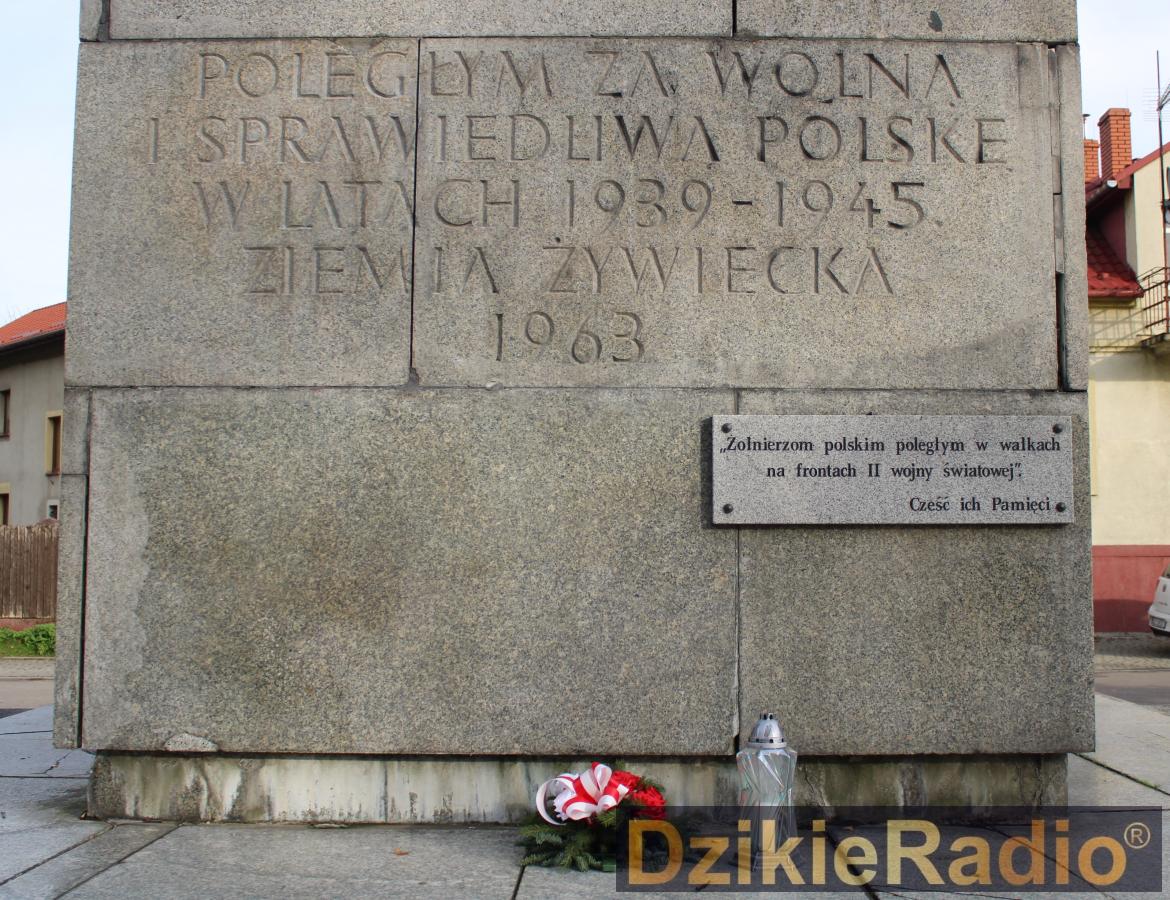 POLEGŁYM ZA WOLNĄ
I SPRAWIEDLIWĄ POLSKĘ
W LATACH 1939-1945.
ZIEMIA ŻYWIECKA
1963
„Żołnierzom polskim poległym w walkach
na frontach II wojny światowej”.
Cześć ich Pamięci
DzikieRadio®